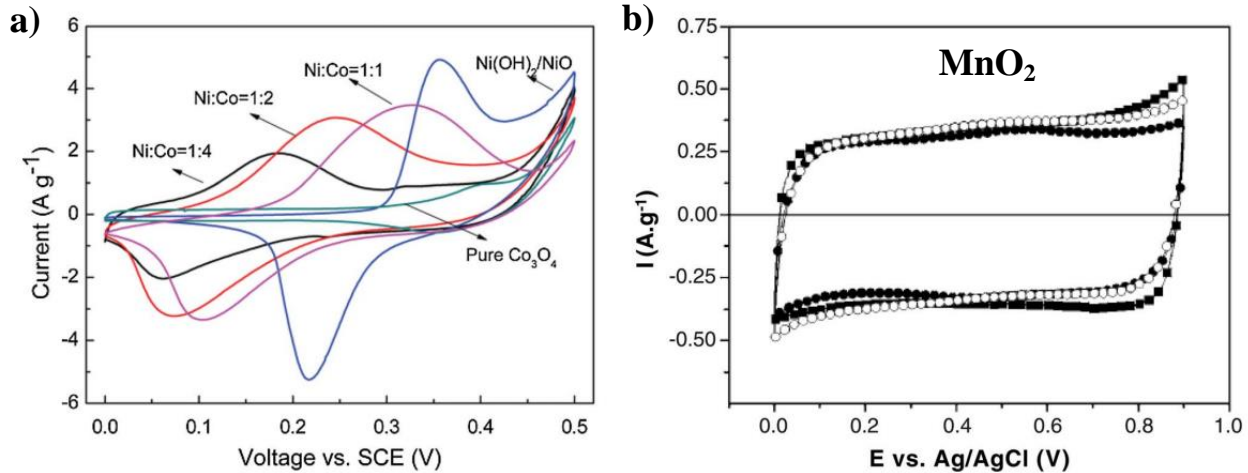 a)
6
4
2
0
-2
-4
-6
Current (A g⁻¹)
0.0 0.1 0.2 0.3 0.4 0.5
Voltage vs. SCE (V)
Ni:Co=1:4
Ni:Co=1:2
Ni:Co=1:1
Ni(OH)₂/NiO
Pure Co₃O₄
b)
MnO₂
0.50
0.25
0.00
-0.25
-0.50
I (A.g⁻¹)
0.0 0.2 0.4 0.6 0.8 1.0
E vs. Ag/AgCl (V)